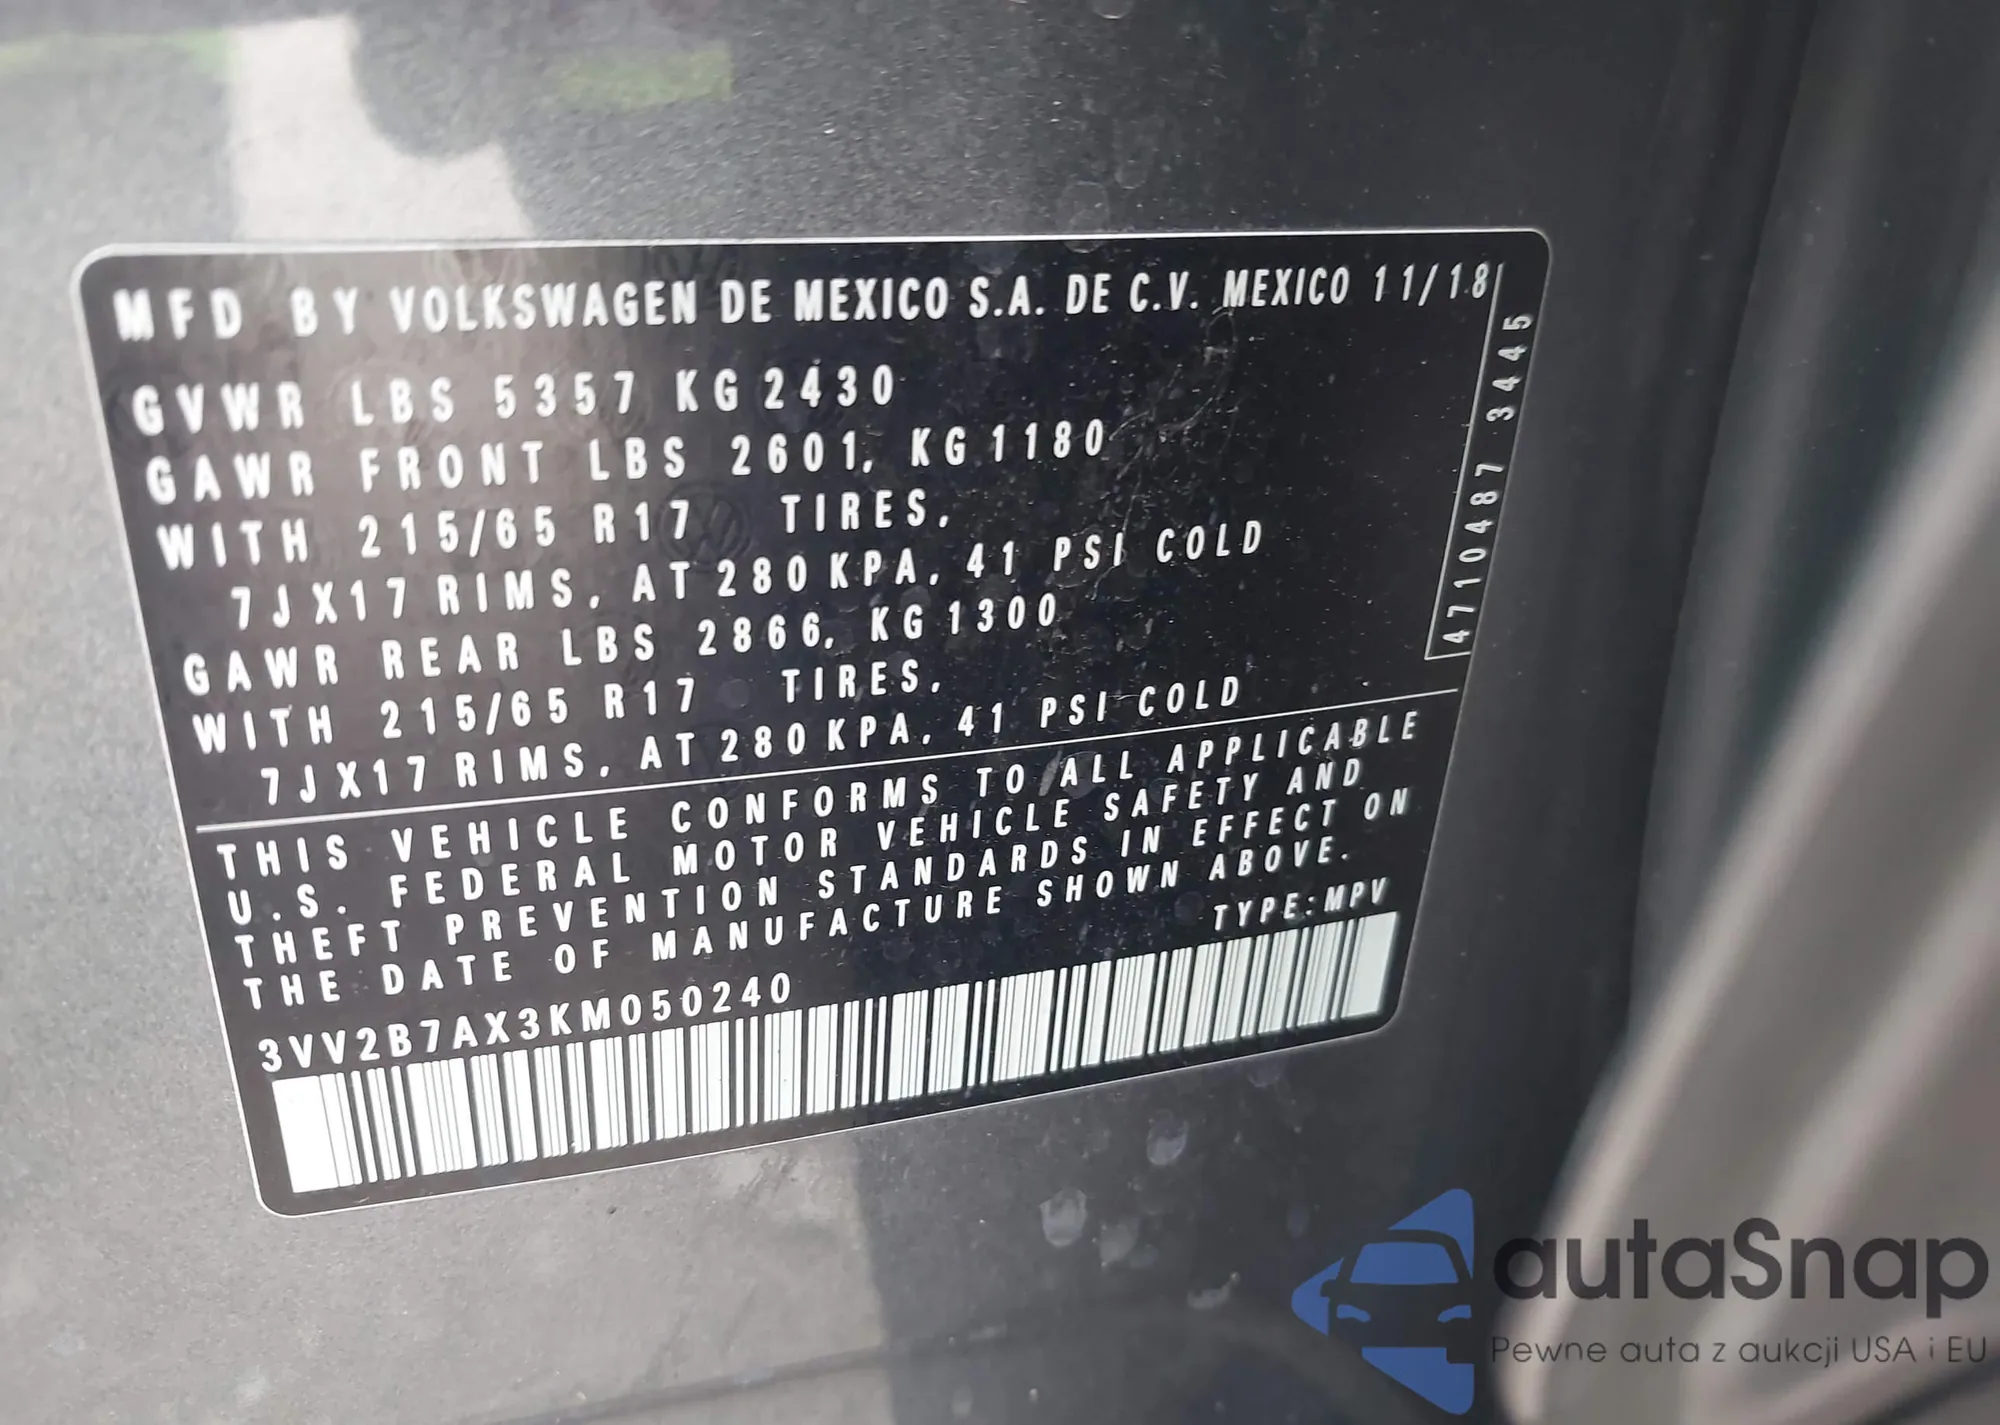 MFD BY VOLKSWAGEN DE MEXICO S.A. DE C.V. MEXICO 11/18
GVWR LBS 5357 KG 2430
GAWR FRONT LBS 2601, KG 1180
WITH 215/65 R17 TIRES,
7JX17 RIMS, AT 280 KPA, 41 PSI COLD
GAWR REAR LBS 2866, KG 1300
WITH 215/65 R17 TIRES,
7JX17 RIMS, AT 280 KPA, 41 PSI COLD
4710487 3445
THIS VEHICLE CONFORMS TO ALL APPLICABLE
U.S. FEDERAL MOTOR VEHICLE SAFETY AND
THEFT PREVENTION STANDARDS IN EFFECT ON
THE DATE OF MANUFACTURE SHOWN ABOVE.
TYPE: MPV
3VV2B7AX3KM050240
autaSnap
Pewne auta z aukcji USA i EU